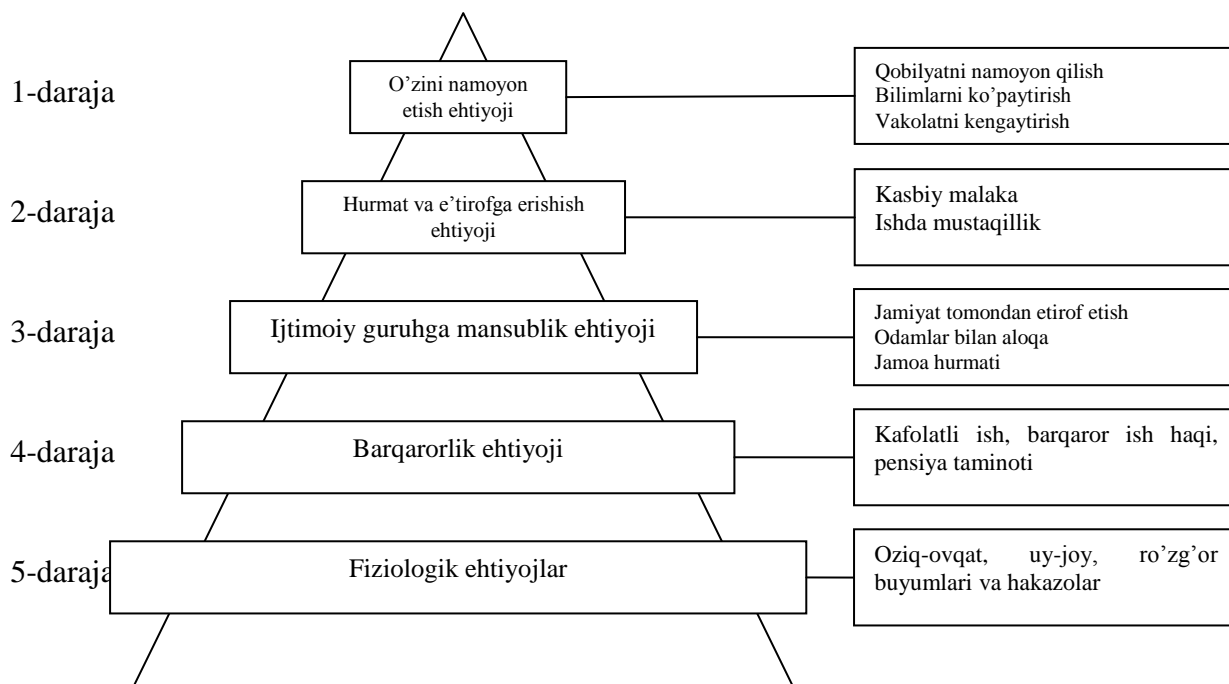 1-daraja
O’zini namoyon
etish ehtiyoji
Qobilyatni namoyon qilish
Bilimlarni ko’paytirish
Vakolatni kengaytirish
2-daraja
Hurmat va e’tirofga erishish
ehtiyoji
Kasbiy malaka
Ishda mustaqillik
3-daraja
Ijtimoiy guruhga mansublik ehtiyoji
Jamiyat tomondan etirof etish
Odamlar bilan aloqa
Jamoa hurmati
4-daraja
Barqarorlik ehtiyoji
Kafolatli ish, barqaror ish haqi,
pensiya taminoti
5-daraja
Fiziologik ehtiyojlar
Oziq-ovqat, uy-joy, ro’zg’or
buyumlari va hakazolar